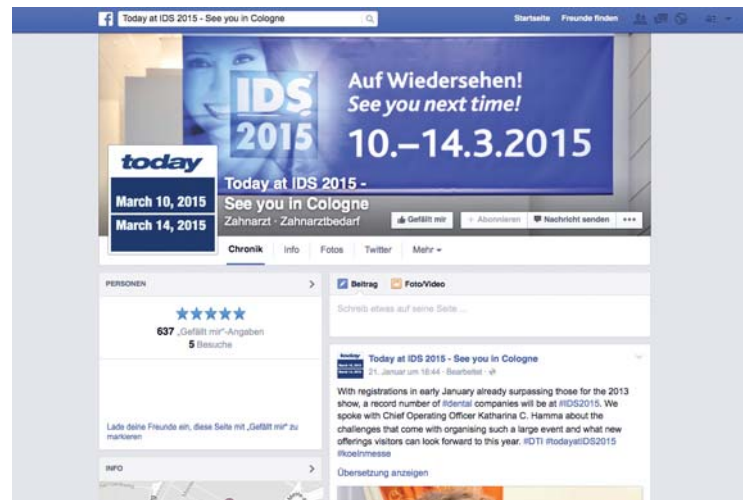 Today at IDS 2015 - See you in Cologne
Startseite Freunde finden
IDS
2015
Auf Wiedersehen!
See you next time!
10.–14.3.2015
today
March 10, 2015
March 14, 2015
Today at IDS 2015 -
See you in Cologne
Zahnarzt · Zahnarztbedarf
Gefällt mir
Abonnieren
Nachricht senden
Chronik Info Fotos Twitter Mehr
PERSONEN
637 „Gefällt mir“-Angaben
5 Besuche
Lade deine Freunde ein, diese Seite mit „Gefällt mir“ zu
markieren
INFO
Beitrag Foto/Video
Schreib etwas auf seine Seite ...
Today at IDS 2015 - See you in Cologne
21. Januar um 16:44 · Bearbeitet ·
With registrations in early January already surpassing those for the 2013
show, a record number of #dental companies will be at #IDS2015. We
spoke with Chief Operating Officer Katharina C. Hamma about the
challenges that come with organising such a large event and what new
offerings visitors can look forward to this year. #DTI #todayatIDS2015
#koelnmesse
Übersetzung anzeigen